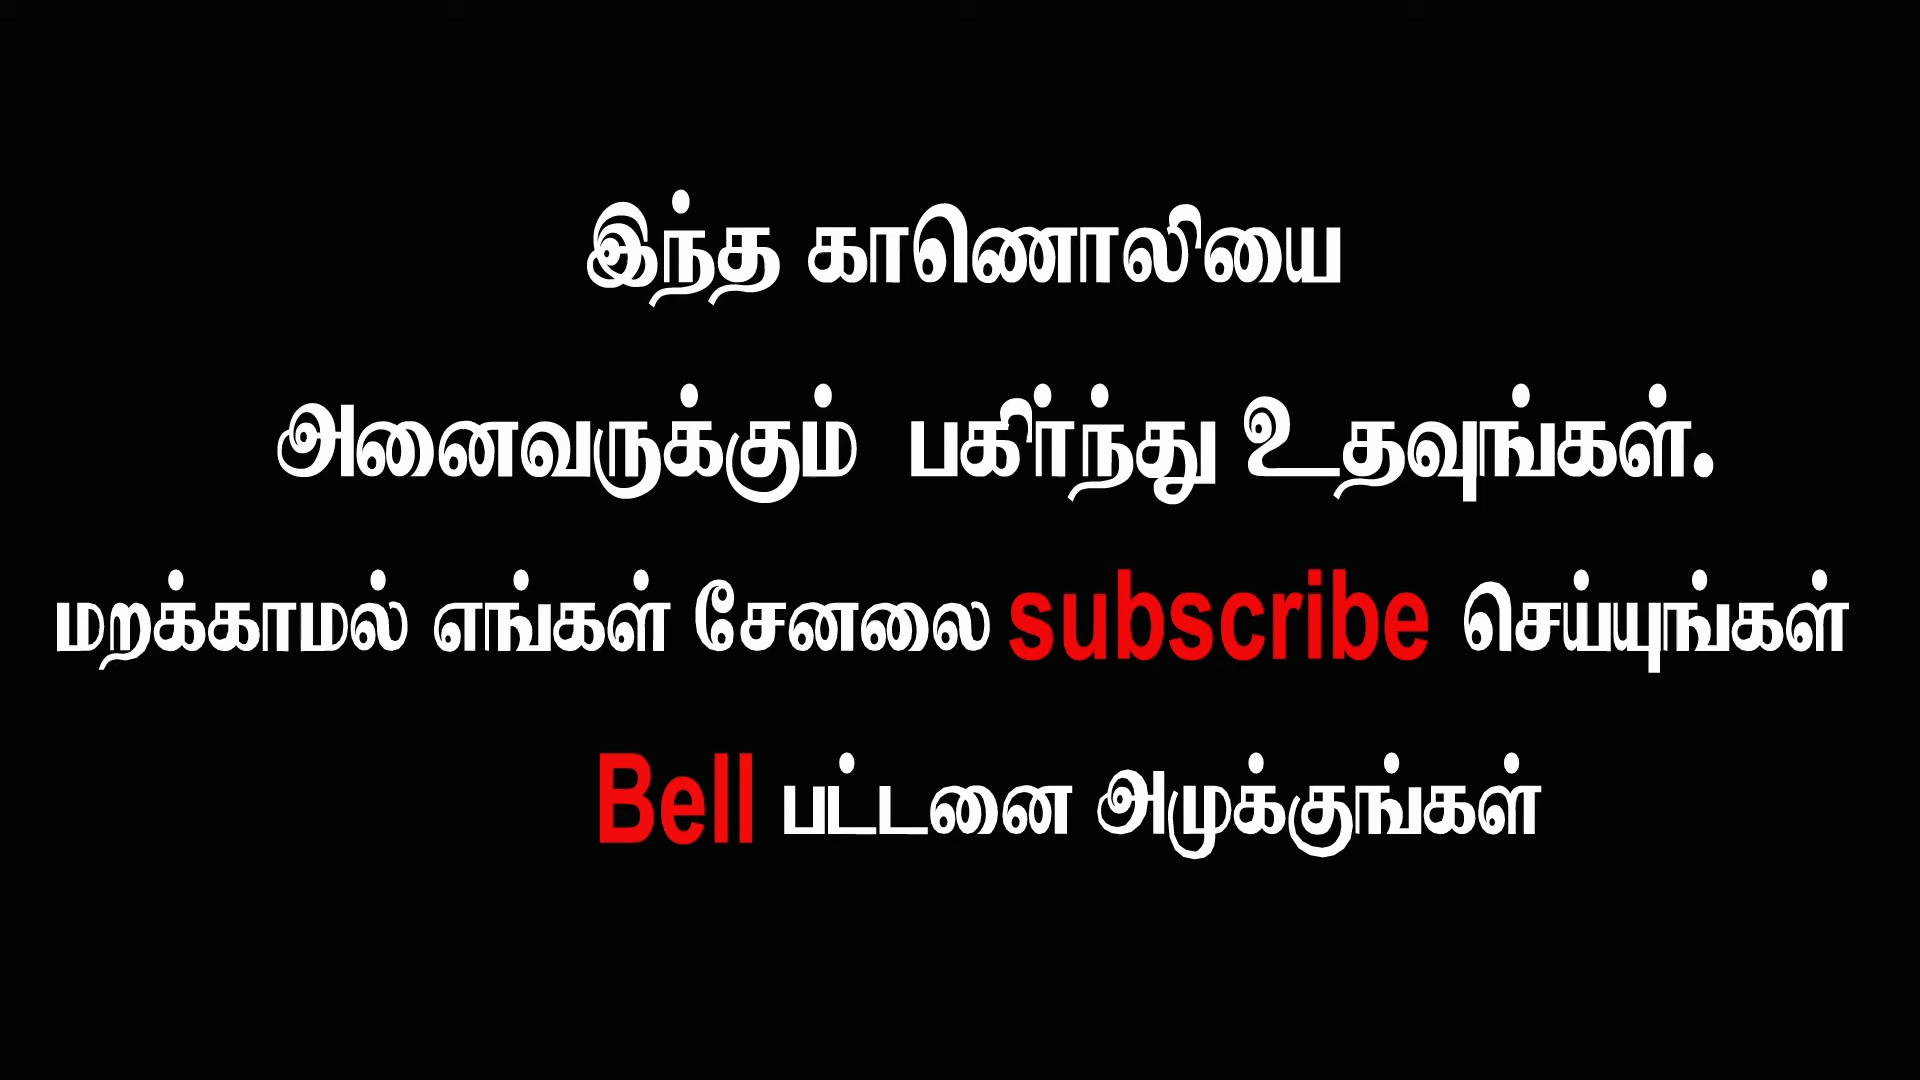 இந்த காணொலியை
அனைவருக்கும் பகிர்ந்து உதவுங்கள்.
மறக்காமல் எங்கள் சேனலை subscribe செய்யுங்கள்
Bell பட்டனை அழுக்குங்கள்